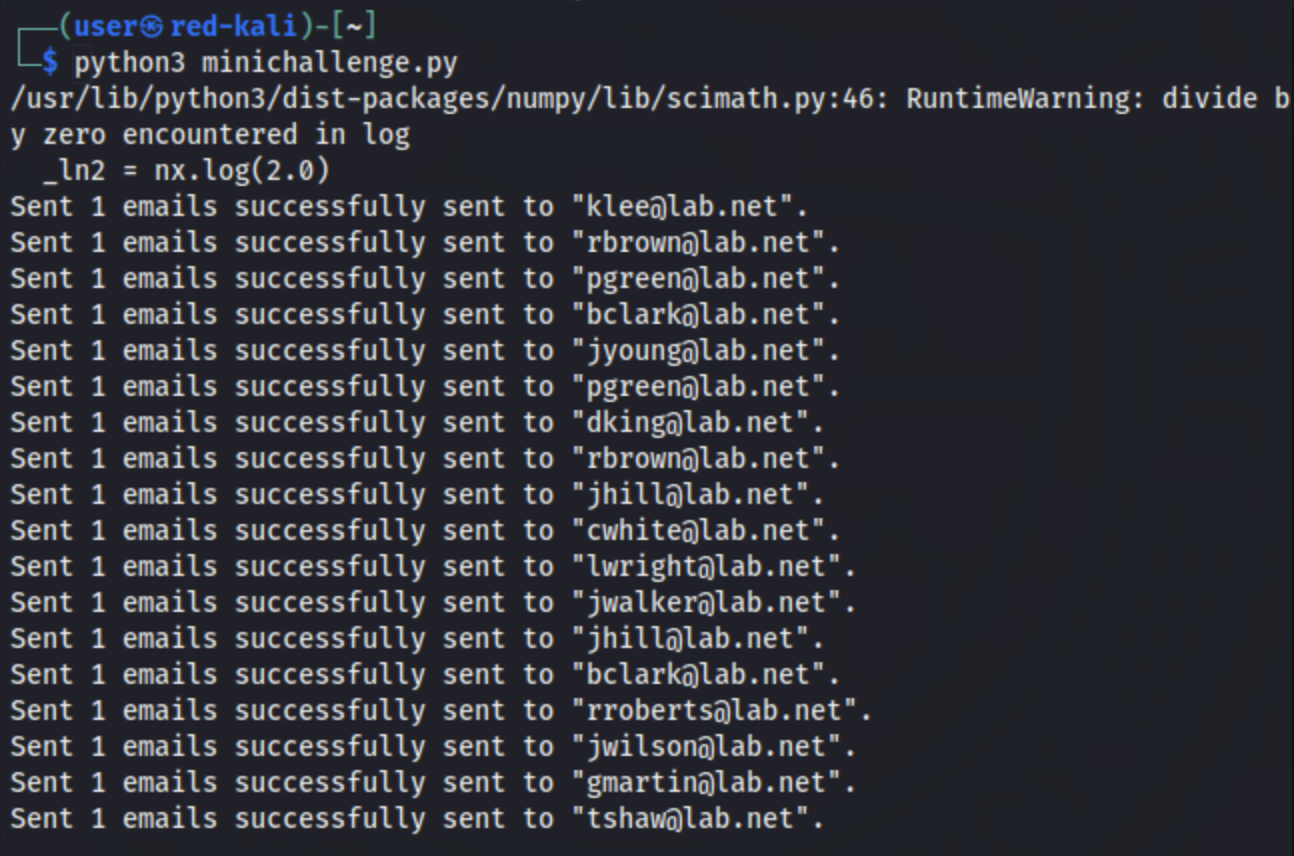 ┌──(user㉿red-kali)-[~]
└─$ python3 minichallenge.py
/usr/lib/python3/dist-packages/numpy/lib/scimath.py:46: RuntimeWarning: divide b
y zero encountered in log
  _ln2 = nx.log(2.0)
Sent 1 emails successfully sent to "klee@lab.net".
Sent 1 emails successfully sent to "rbrown@lab.net".
Sent 1 emails successfully sent to "pgreen@lab.net".
Sent 1 emails successfully sent to "bclark@lab.net".
Sent 1 emails successfully sent to "jyoung@lab.net".
Sent 1 emails successfully sent to "pgreen@lab.net".
Sent 1 emails successfully sent to "dking@lab.net".
Sent 1 emails successfully sent to "rbrown@lab.net".
Sent 1 emails successfully sent to "jhill@lab.net".
Sent 1 emails successfully sent to "cwhite@lab.net".
Sent 1 emails successfully sent to "lwright@lab.net".
Sent 1 emails successfully sent to "jwalker@lab.net".
Sent 1 emails successfully sent to "jhill@lab.net".
Sent 1 emails successfully sent to "bclark@lab.net".
Sent 1 emails successfully sent to "rroberts@lab.net".
Sent 1 emails successfully sent to "jwilson@lab.net".
Sent 1 emails successfully sent to "gmartin@lab.net".
Sent 1 emails successfully sent to "tshaw@lab.net".